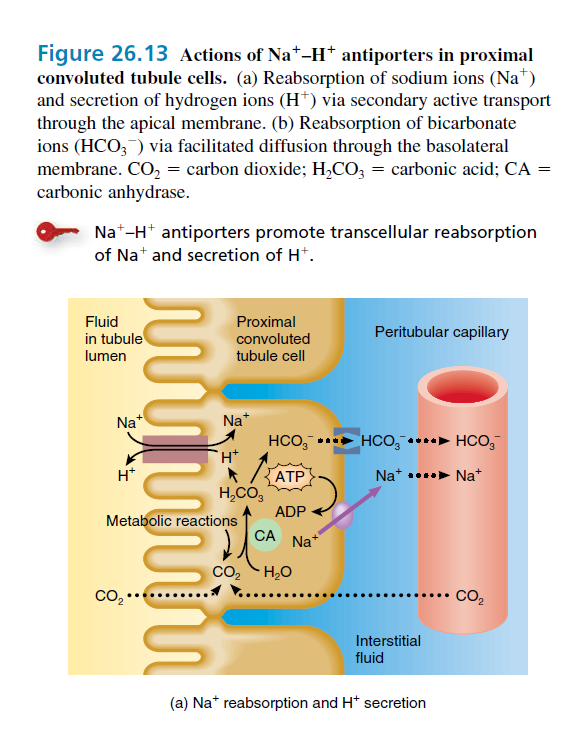 Figure 26.13 Actions of Na⁺–H⁺ antiporters in proximal
convoluted tubule cells. (a) Reabsorption of sodium ions (Na⁺)
and secretion of hydrogen ions (H⁺) via secondary active transport
through the apical membrane. (b) Reabsorption of bicarbonate
ions (HCO₃⁻) via facilitated diffusion through the basolateral
membrane. CO₂ = carbon dioxide; H₂CO₃ = carbonic acid; CA =
carbonic anhydrase.
Na⁺–H⁺ antiporters promote transcellular reabsorption
of Na⁺ and secretion of H⁺.
Fluid
in tubule
lumen
Proximal
convoluted
tubule cell
Peritubular capillary
Na⁺
Na⁺
HCO₃⁻
HCO₃⁻
HCO₃⁻
H⁺
H⁺
ATP
Na⁺
Na⁺
H₂CO₃
ADP
Metabolic reactions
CA
Na⁺
CO₂
H₂O
CO₂
CO₂
Interstitial
fluid
(a) Na⁺ reabsorption and H⁺ secretion